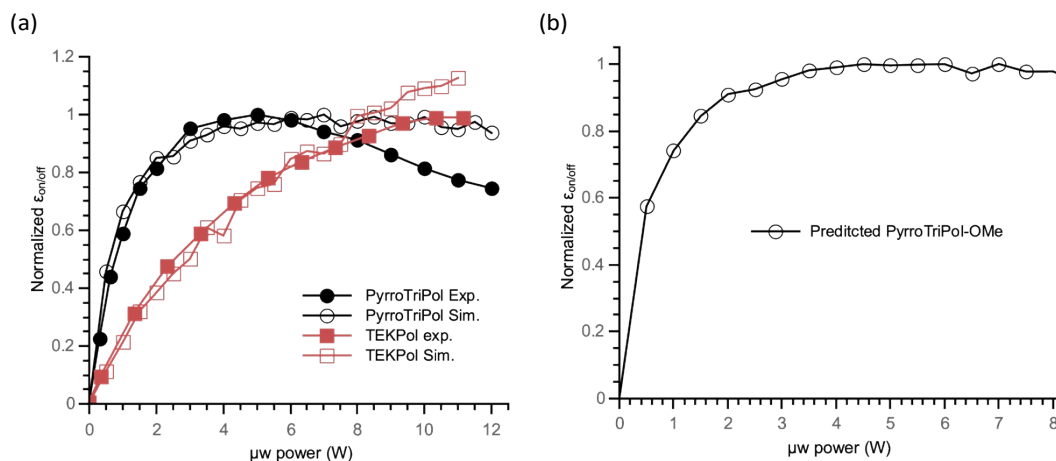 (a)
Normalized εon/off
1.2
1
0.8
0.6
0.4
0.2
0
PyrroTriPol Exp.
PyrroTriPol Sim.
TEKPol exp.
TEKPol Sim.
0 2 4 6 8 10 12
μw power (W)
(b)
Normalized εon/off
1
0.8
0.6
0.4
0.2
0
Preditcted PyrroTriPol-OMe
0 1 2 3 4 5 6 7 8
μw power (W)